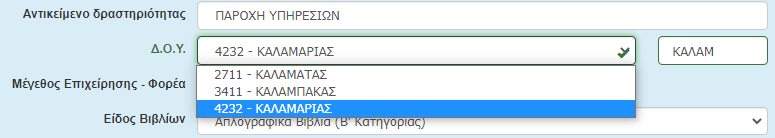 Αντικείμενο δραστηριότητας ΠΑΡΟΧΗ ΥΠΗΡΕΣΙΩΝ
Δ.Ο.Υ. 4232 - ΚΑΛΑΜΑΡΙΑΣ ΚΑΛΑΜ
2711 - ΚΑΛΑΜΑΤΑΣ
Μέγεθος Επιχείρησης - Φορέα 3411 - ΚΑΛΑΜΠΑΚΑΣ
4232 - ΚΑΛΑΜΑΡΙΑΣ
Είδος Βιβλίων Απλογραφικά Βιβλία (Β' Κατηγορίας)